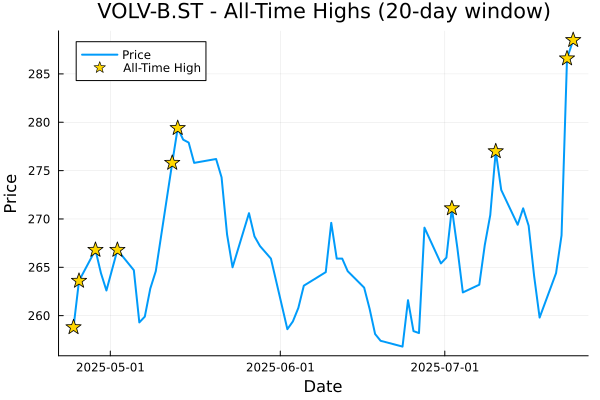 VOLV-B.ST - All-Time Highs (20-day window)
Price
All-Time High
285
280
275
270
265
260
Price
2025-05-01
2025-06-01
2025-07-01
Date